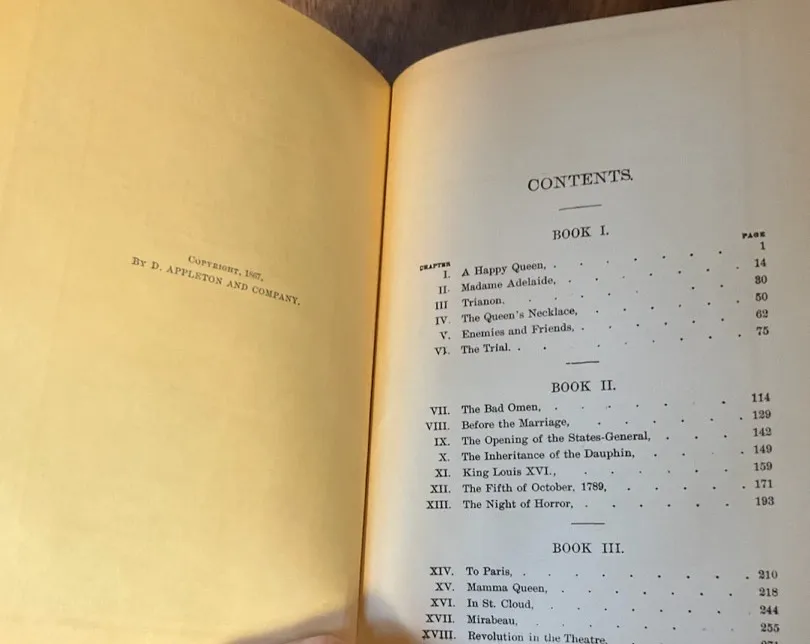 COPYRIGHT, 1867,
BY D. APPLETON AND COMPANY.
CONTENTS.
BOOK I.
CHAPTER PAGE
I. A Happy Queen, . . . . . . 1
II. Madame Adelaide, . . . . . . 14
III Trianon. . . . . . . 30
IV. The Queen's Necklace, . . . . . 50
V. Enemies and Friends, . . . . . . 62
VI. The Trial. . . . . . . 75
BOOK II.
VII. The Bad Omen, . . . . . . 114
VIII. Before the Marriage, . . . . . . 129
IX. The Opening of the States-General, . . . 142
X. The Inheritance of the Dauphin, . . . . 149
XI. King Louis XVI., . . . . . 159
XII. The Fifth of October, 1789, . . . . . 171
XIII. The Night of Horror, . . . . . . 193
BOOK III.
XIV. To Paris, . . . . . . . 210
XV. Mamma Queen, . . . . . . 218
XVI. In St. Cloud, . . . . . . 244
XVII. Mirabeau, . . . . . . 255
XVIII. Revolution in the Theatre,